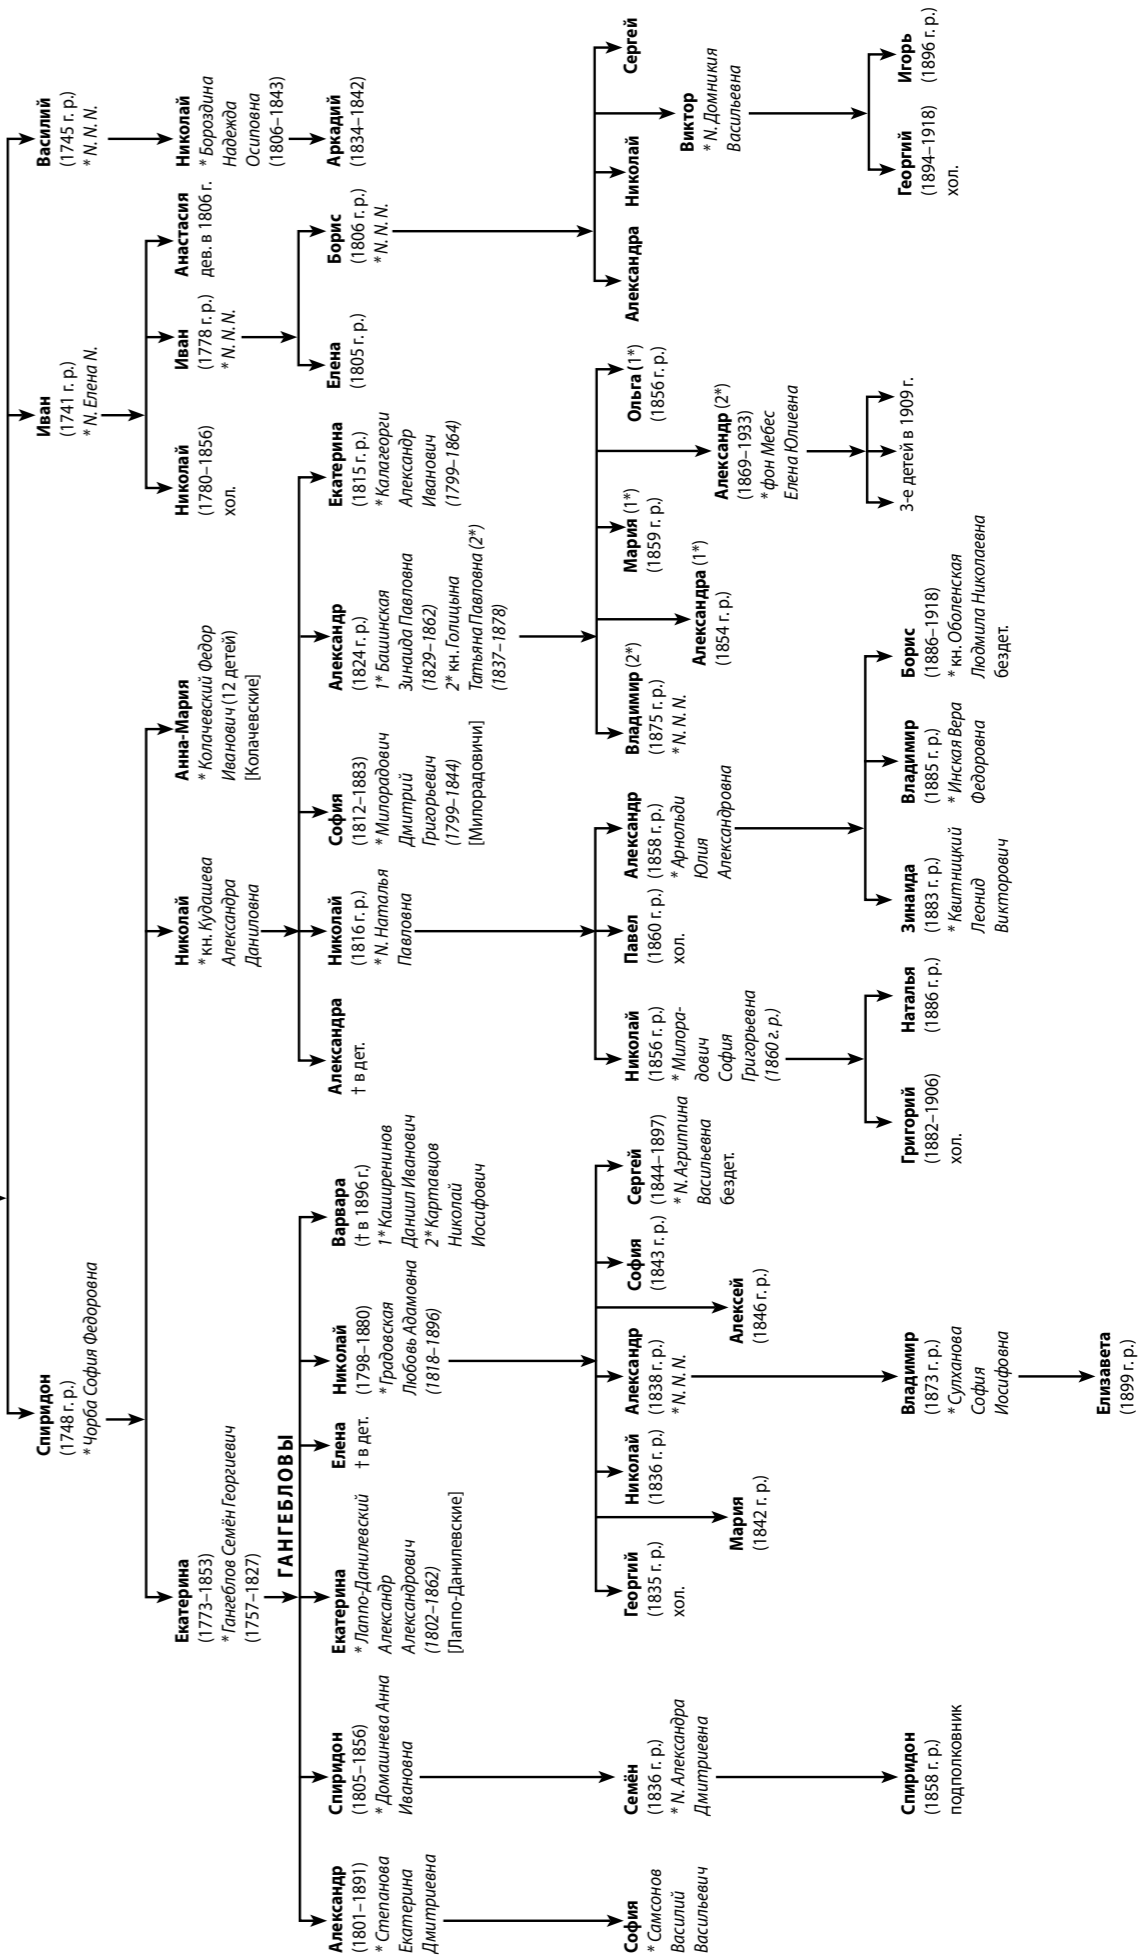 Спиридон
(1748 г. р.)
* Чорба София Федоровна
Иван
(1741 г. р.)
* N. Елена N.
Василий
(1745 г. р.)
* N. N. N.
Екатерина
(1773–1853)
* Гангеблов Семён Георгиевич
(1757–1827)
Николай
* кн. Кудашева
Александра
Даниловна
Анна-Мария
* Колачевский Федор
Иванович (12 детей)
[Колачевские]
Николай
(1780–1856)
хол.
Иван
(1778 г. р.)
* N. N. N.
Анастасия
дев. в 1806 г.
Николай
* Бороздина
Надежда
Осиповна
(1806–1843)
ГАНГЕБЛОВЫ
Александр
(1801–1891)
* Степанова
Екатерина
Дмитриевна
Спиридон
(1805–1856)
* Домашнева Анна
Ивановна
Екатерина
* Лаппо-Данилевский
Александр
Александрович
(1802–1862)
[Лаппо-Данилевские]
Елена
† в дет.
Николай
(1798–1880)
* Градовская
Любовь Адамовна
(1818–1896)
Варвара
(† в 1896 г.)
1* Каширенинов
Даниил Иванович
2* Картавцов
Николай
Иосифович
Александра
† в дет.
Николай
(1816 г. р.)
* N. Наталья
Павловна
София
(1812–1883)
* Милорадович
Дмитрий
Григорьевич
(1799–1844)
[Милорадовичи]
Александр
(1824 г. р.)
1* Башинская
Зинаида Павловна
(1829–1862)
2* кн. Голицына
Татьяна Павловна (2*)
(1837–1878)
Екатерина
(1815 г. р.)
* Калагеорги
Александр
Иванович
(1799–1864)
Елена
(1805 г. р.)
Борис
(1806 г. р.)
* N. N. N.
Аркадий
(1834–1842)
София
* Самсонов
Василий
Васильевич
Семён
(1836 г. р.)
* N. Александра
Дмитриевна
Георгий
(1835 г. р.)
хол.
Мария
(1842 г. р.)
Николай
(1836 г. р.)
Александр
(1838 г. р.)
* N. N. N.
Алексей
(1846 г. р.)
София
(1843 г. р.)
Сергей
(1844–1897)
* N. Агриппина
Васильевна
бездет.
Николай
(1856 г. р.)
* Милора-
дович
София
Григорьевна
(1860 г. р.)
Павел
(1860 г. р.)
хол.
Александр
(1858 г. р.)
* Арнольди
Юлия
Александровна
Владимир (2*)
(1875 г. р.)
* N. N. N.
Александра (1*)
(1854 г. р.)
Мария (1*)
(1859 г. р.)
Александр (2*)
(1869–1933)
* фон Мебес
Елена Юлиевна
Ольга (1*)
(1856 г. р.)
Александра
Николай
Виктор
* N. Домникия
Васильевна
Сергей
Спиридон
(1858 г. р.)
подполковник
Владимир
(1873 г. р.)
* Сулханова
София
Иосифовна
Григорий
(1882–1906)
хол.
Наталья
(1886 г. р.)
Зинаида
(1883 г. р.)
* Квитницкий
Леонид
Викторович
Владимир
(1885 г. р.)
* Инская Вера
Федоровна
Борис
(1886–1918)
* кн. Оболенская
Людмила Николаевна
бездет.
3-е детей в 1909 г.
Георгий
(1894–1918)
хол.
Игорь
(1896 г. р.)
Елизавета
(1899 г. р.)